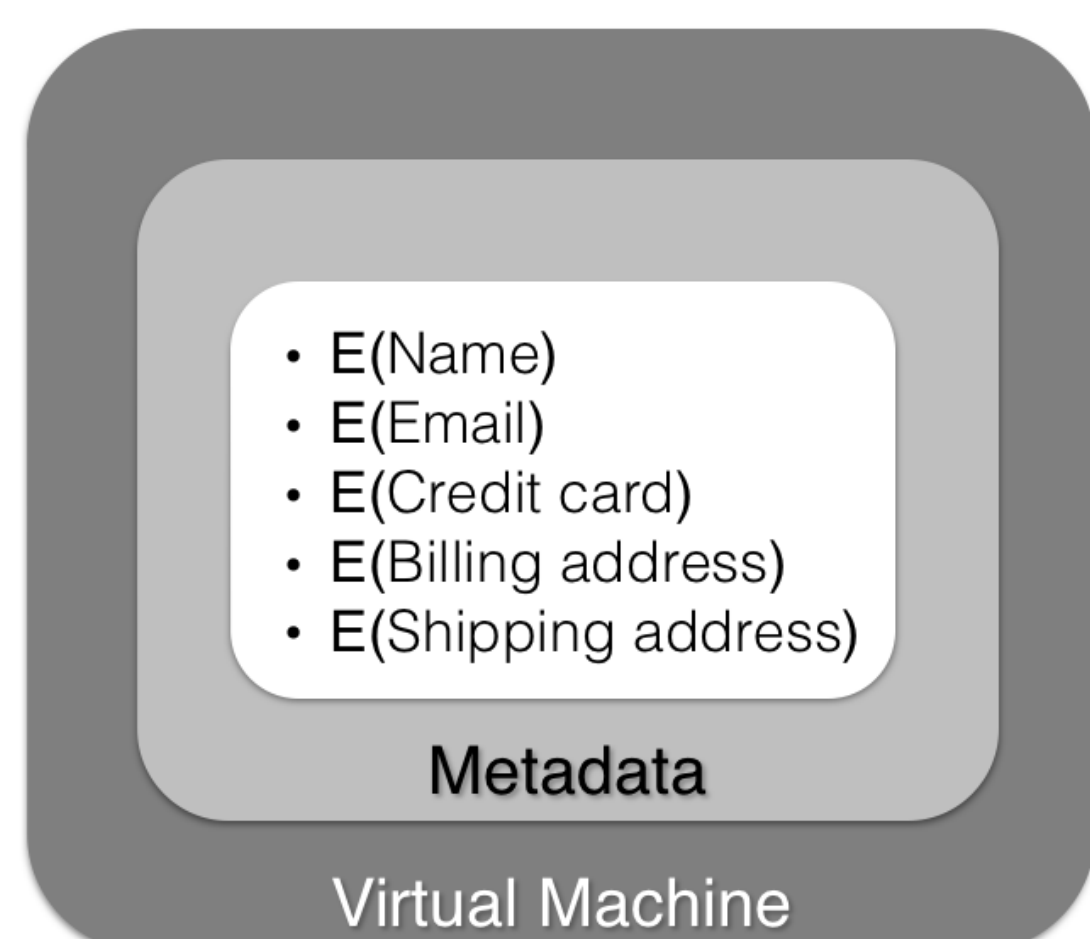 • E(Name)
• E(Email)
• E(Credit card)
• E(Billing address)
• E(Shipping address)
Metadata
Virtual Machine